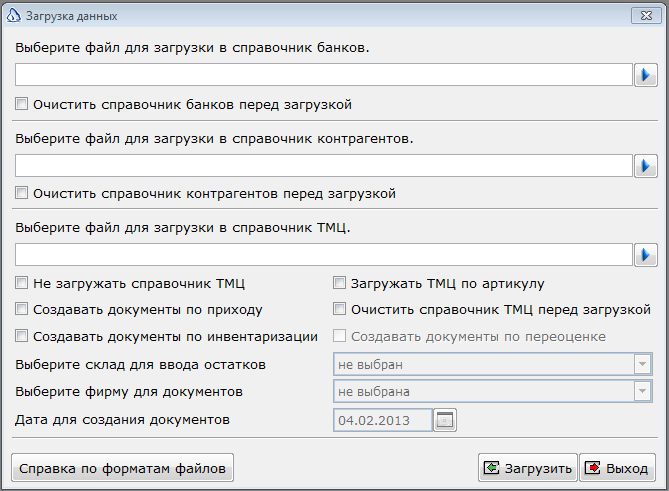 Загрузка данных
Выберите файл для загрузки в справочник банков.
Очистить справочник банков перед загрузкой
Выберите файл для загрузки в справочник контрагентов.
Очистить справочник контрагентов перед загрузкой
Выберите файл для загрузки в справочник ТМЦ.
Не загружать справочник ТМЦ
Загружать ТМЦ по артикулу
Создавать документы по приходу
Очистить справочник ТМЦ перед загрузкой
Создавать документы по инвентаризации
Создавать документы по переоценке
Выберите склад для ввода остатков
не выбран
Выберите фирму для документов
не выбрана
Дата для создания документов
04.02.2013
Справка по форматам файлов
Загрузить
Выход